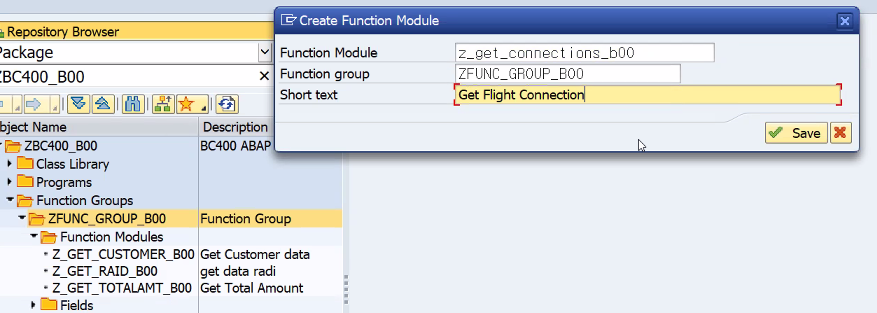 Repository Browser
Package
ZBC400_B00
Object Name Description
ZBC400_B00 BC400 ABAP
Class Library
Programs
Function Groups
ZFUNC_GROUP_B00 Function Group
Function Modules
Z_GET_CUSTOMER_B00 Get Customer data
Z_GET_RAID_B00 get data radi
Z_GET_TOTALAMT_B00 Get Total Amount
Fields
Create Function Module
Function Module z_get_connections_b00
Function group ZFUNC_GROUP_B00
Short text Get Flight Connection
Save